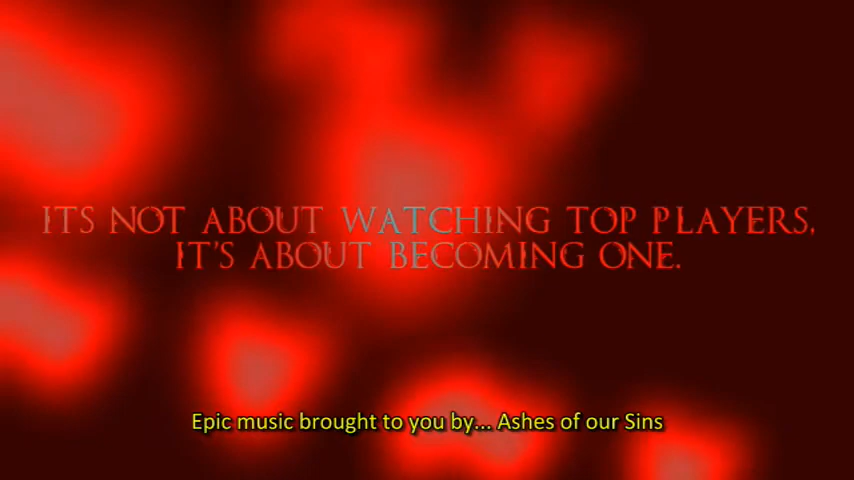 ITS NOT ABOUT WATCHING TOP PLAYERS,
IT'S ABOUT BECOMING ONE.
Epic music brought to you by... Ashes of our Sins